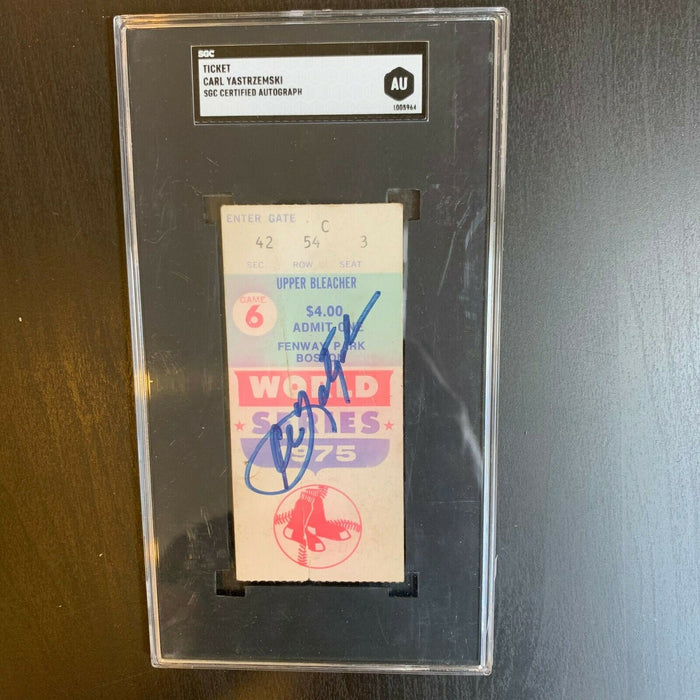 SGC
TICKET
CARL YASTRZEMSKI
SGC CERTIFIED AUTOGRAPH
AU
1005964
ENTER GATE C
42 54 3
SEC. ROW SEAT
UPPER BLEACHER
GAME
6
$4.00
ADMIT ONE
FENWAY PARK
BOSTON
WORLD
SERIES
1975